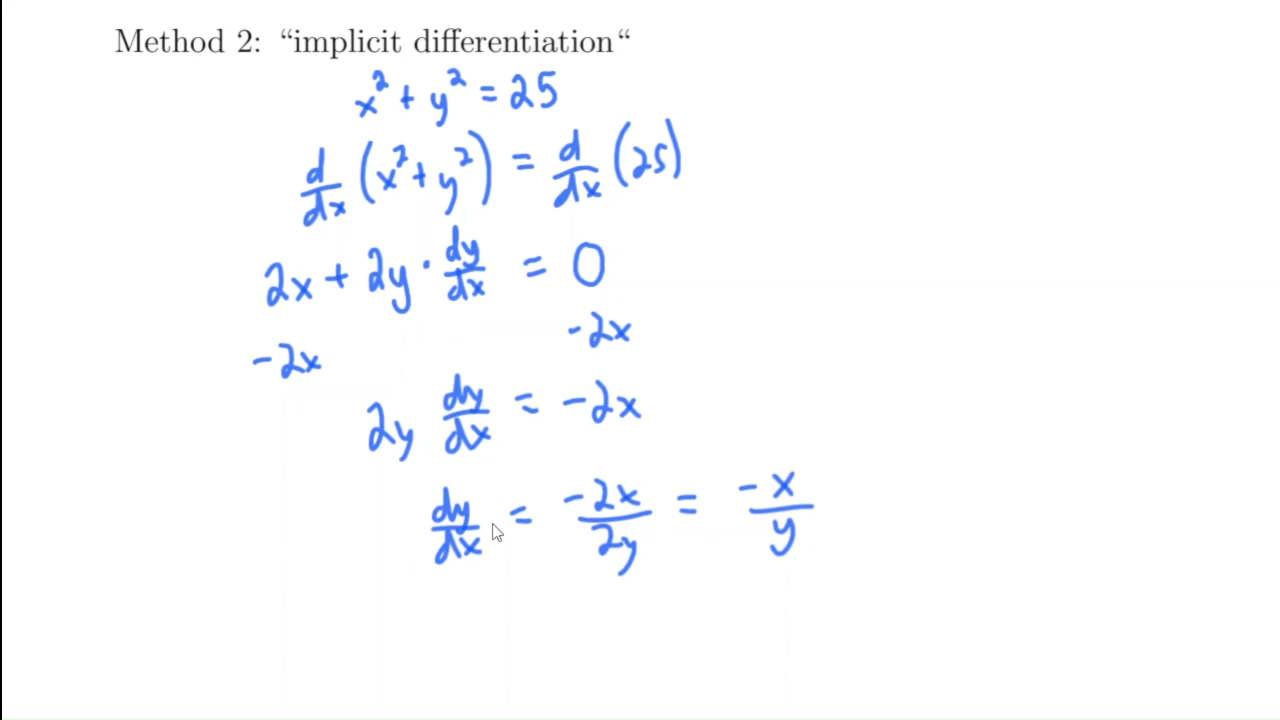 Method 2: “implicit differentiation“
x² + y² = 25
d/dx (x² + y²) = d/dx (25)
2x + 2y · dy/dx = 0
-2x -2x
2y dy/dx = -2x
dy/dx = -2x/2y = -x/y